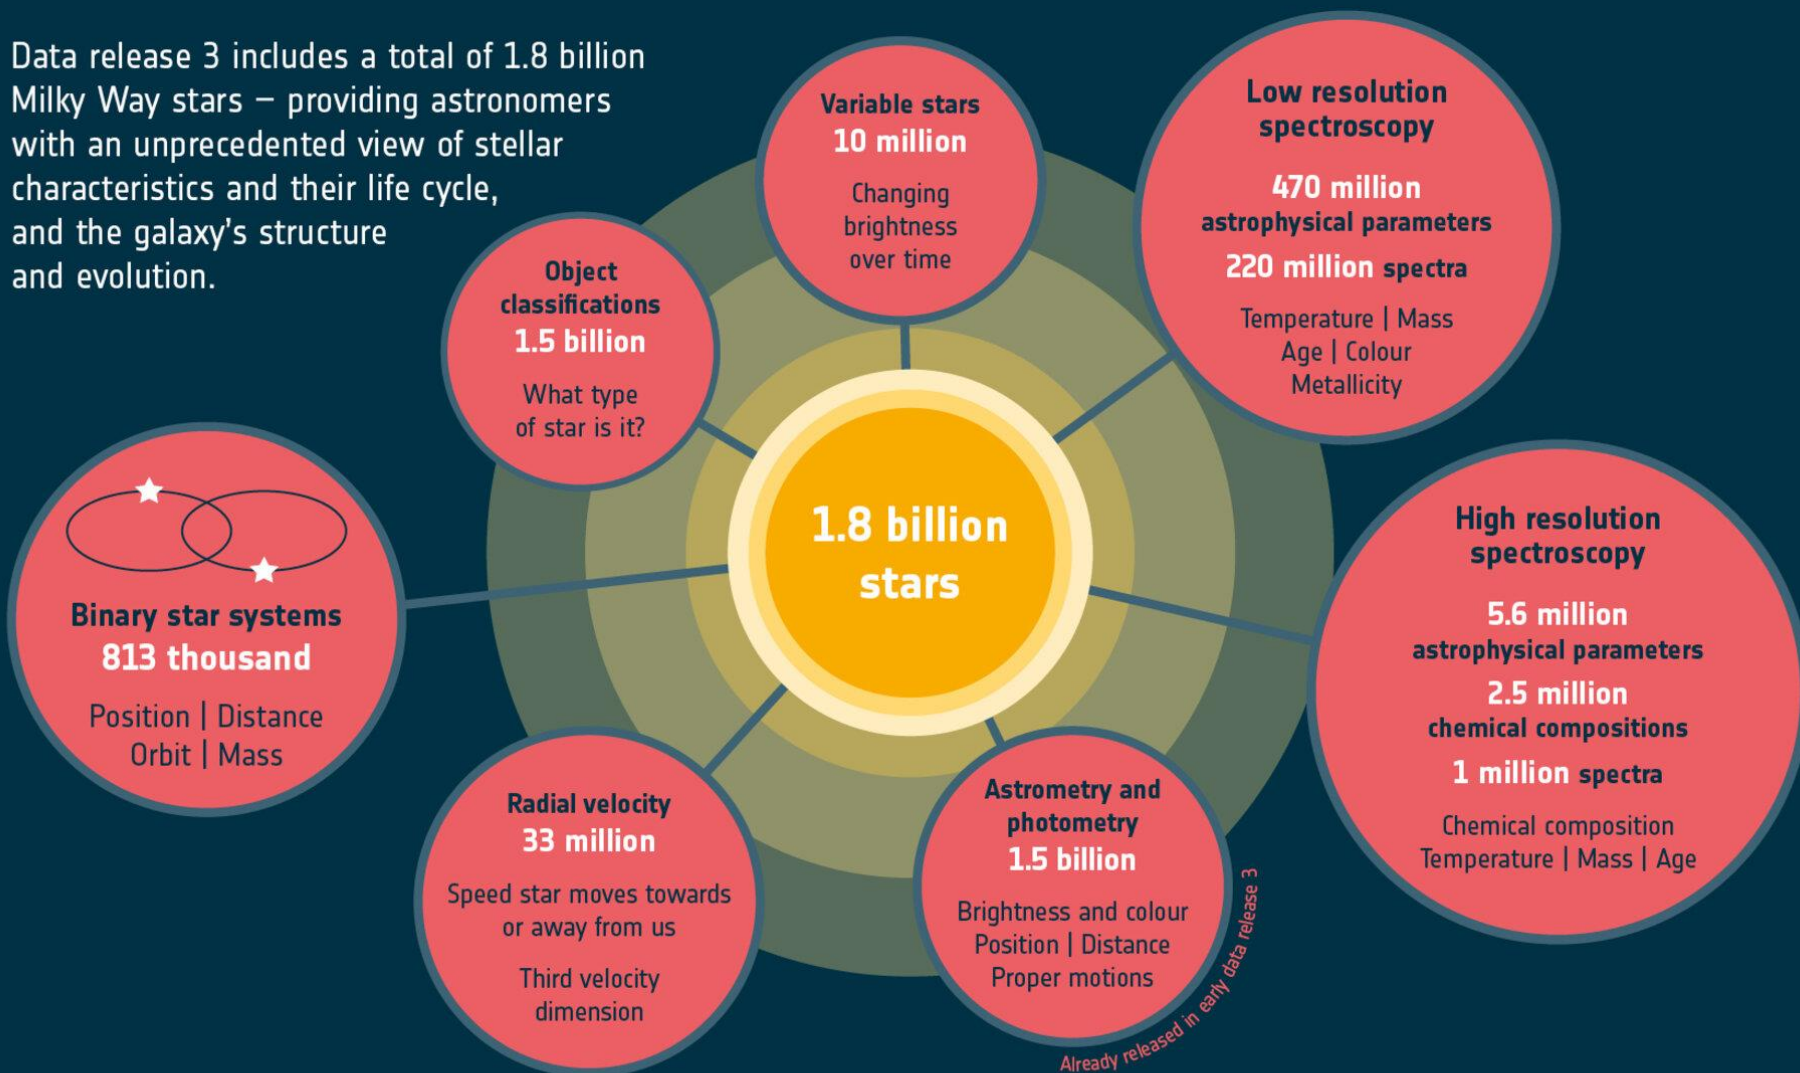 Data release 3 includes a total of 1.8 billion
Milky Way stars – providing astronomers
with an unprecedented view of stellar
characteristics and their life cycle,
and the galaxy's structure
and evolution.
Variable stars
10 million
Changing
brightness
over time
Low resolution
spectroscopy
470 million
astrophysical parameters
220 million spectra
Temperature | Mass
Age | Colour
Metallicity
Object
classifications
1.5 billion
What type
of star is it?
1.8 billion
stars
Binary star systems
813 thousand
Position | Distance
Orbit | Mass
High resolution
spectroscopy
5.6 million
astrophysical parameters
2.5 million
chemical compositions
1 million spectra
Chemical composition
Temperature | Mass | Age
Radial velocity
33 million
Speed star moves towards
or away from us
Third velocity
dimension
Astrometry and
photometry
1.5 billion
Brightness and colour
Position | Distance
Proper motions
Already released in early data release 3